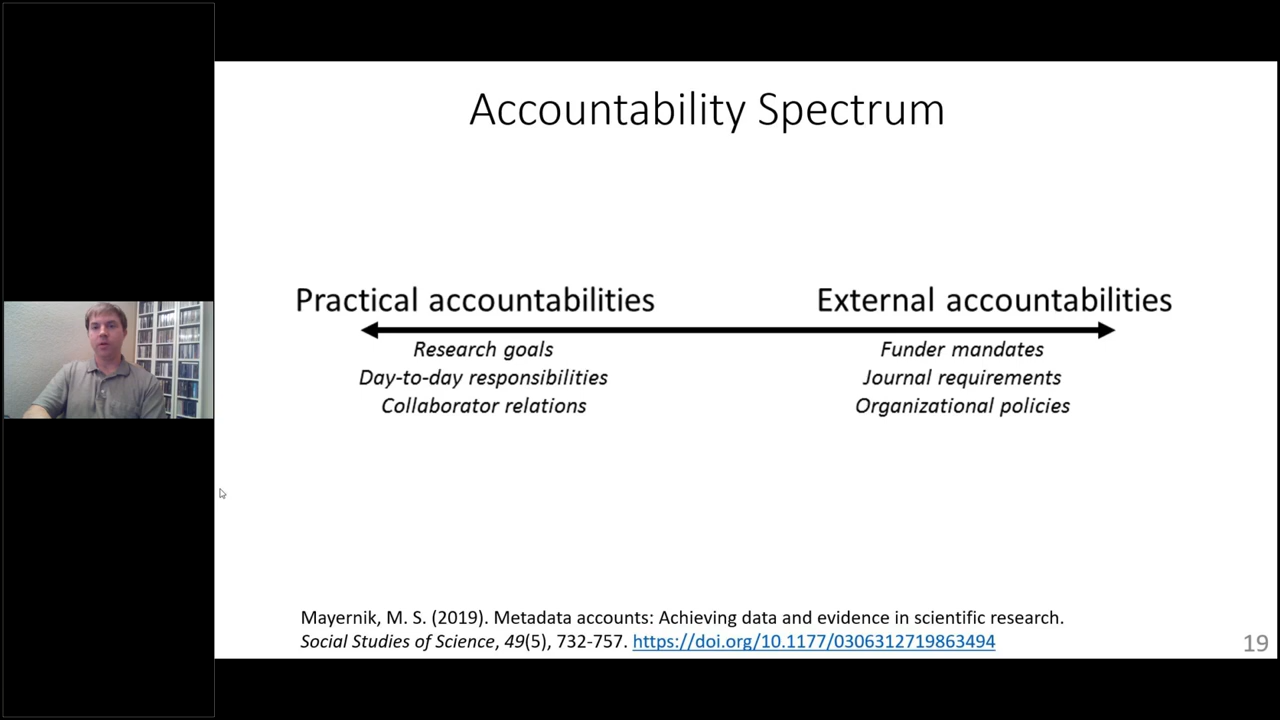 Accountability Spectrum
Practical accountabilities
External accountabilities
Research goals
Day-to-day responsibilities
Collaborator relations
Funder mandates
Journal requirements
Organizational policies
Mayernik, M. S. (2019). Metadata accounts: Achieving data and evidence in scientific research.
Social Studies of Science, 49(5), 732-757. https://doi.org/10.1177/0306312719863494
19